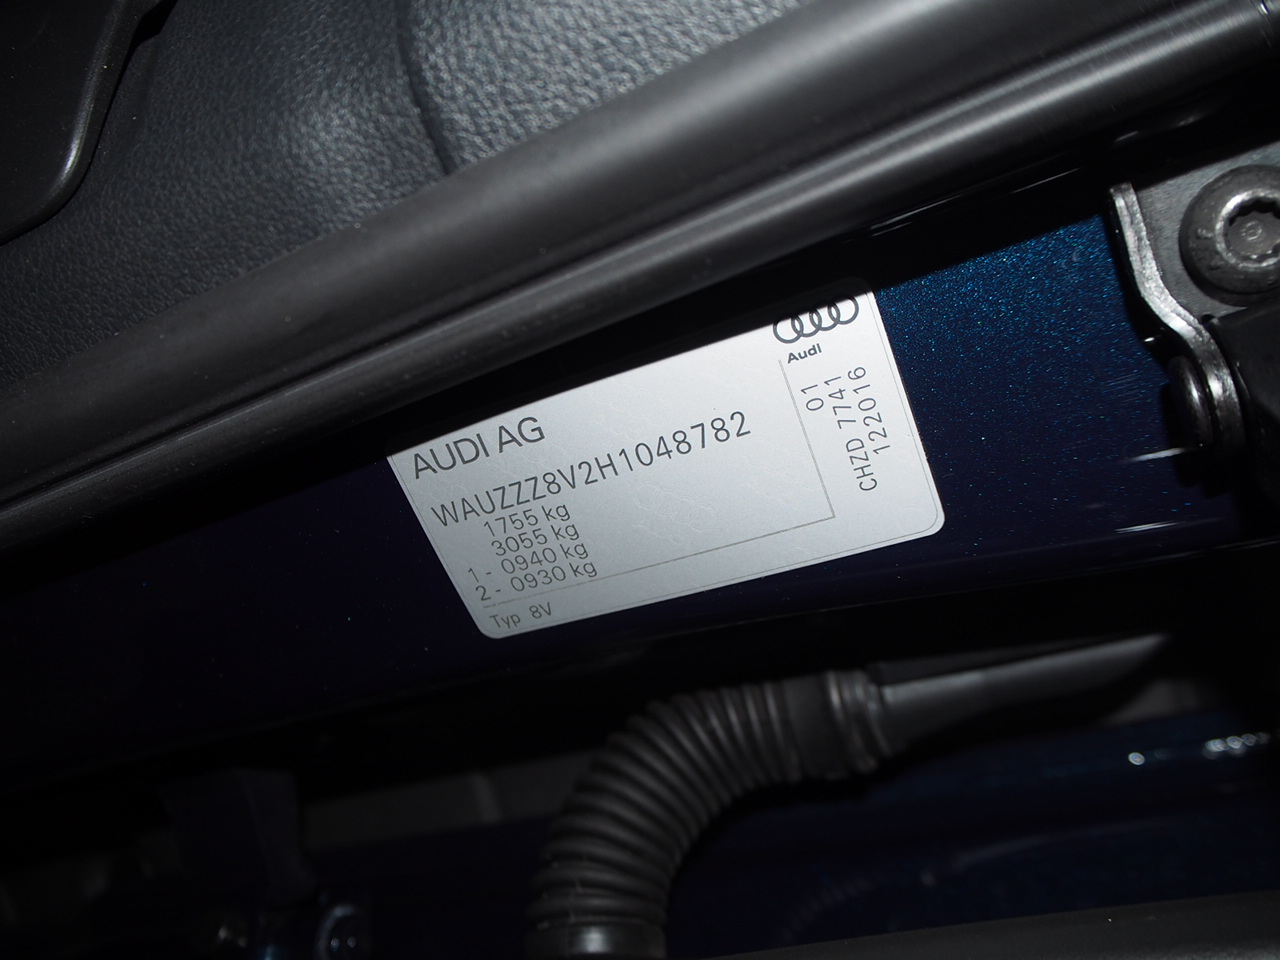 AUDI AG
WAUZZZ8V2H1048782
1755 kg
3055 kg
1 - 0940 kg
2 - 0930 kg
Typ 8V
Audi
01
CHZD 7741
122016